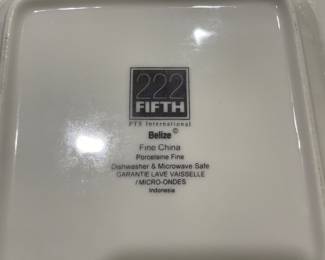 222
FIFTH
PTS International
Belize ©
Fine China
Porcelaine Fine
Dishwasher & Microwave Safe
GARANTIE LAVE VAISSELLE
/ MICRO-ONDES
Indonesia